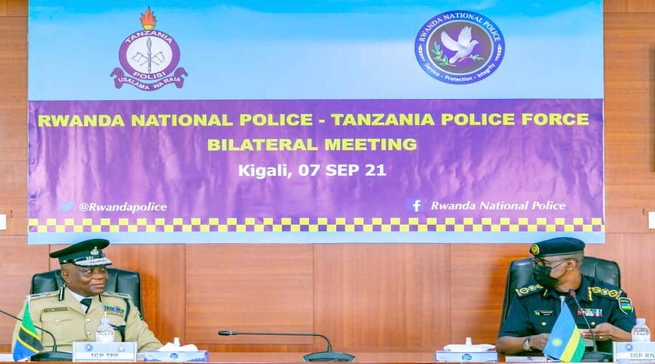 TANZANIA
POLISI
USALAMA WA RAIA
RWANDA NATIONAL POLICE
Service - Protection - Integrity
RWANDA NATIONAL POLICE - TANZANIA POLICE FORCE
BILATERAL MEETING
Kigali, 07 SEP 21
@Rwandapolice
Rwanda National Police
IGP TPF
IGP RN